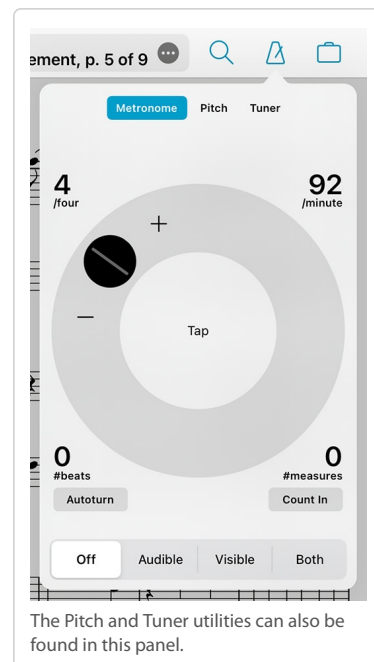 ement, p. 5 of 9
Metronome Pitch Tuner
4 92
/four /minute
+
−
Tap
0 0
#beats #measures
Autoturn Count In
Off Audible Visible Both
The Pitch and Tuner utilities can also be
found in this panel.